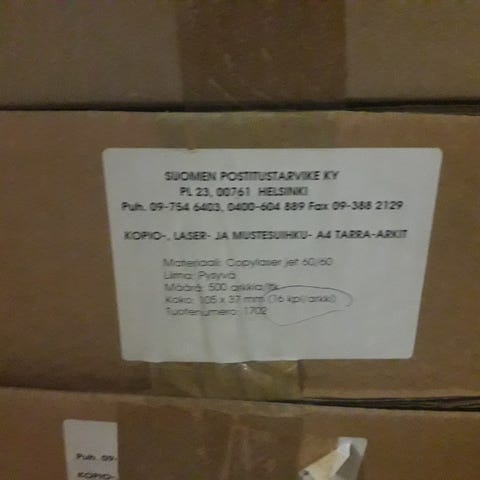 SUOMEN POSTITUSTARVIKE KY
PL 23, 00761 HELSINKI
Puh. 09-754 6403, 0400-604 889 Fax 09-388 2129
KOPIO-, LASER- JA MUSTESUIHKU- A4 TARRA-ARKIT
Materiaali: Copylaser jet 60/60
Liima: Pysyvä
Määrä: 500 arkkia/ltk
Koko: 105 x 37 mm (16 kpl/arkki)
Tuotenumero: 1702
Puh. 09-
KOPIO-